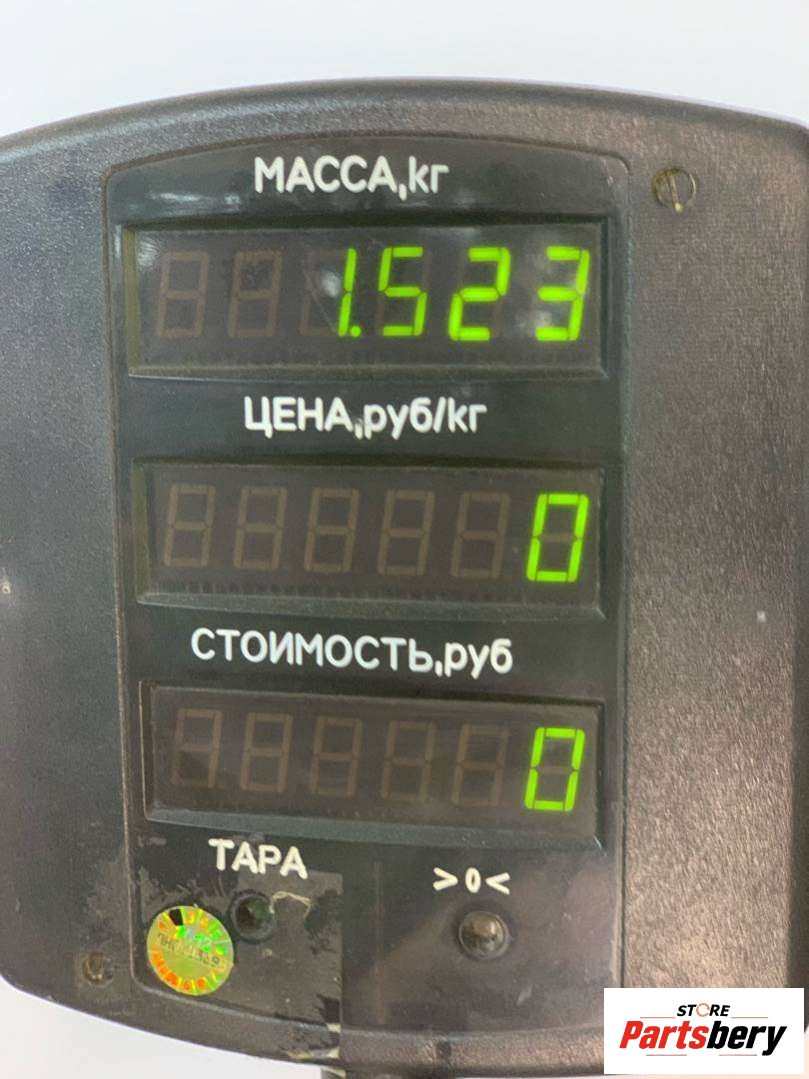 МАССА,кг
1.523
ЦЕНА,руб/кг
0
СТОИМОСТЬ,руб
0
ТАРА
>0<
STORE
Partsbery